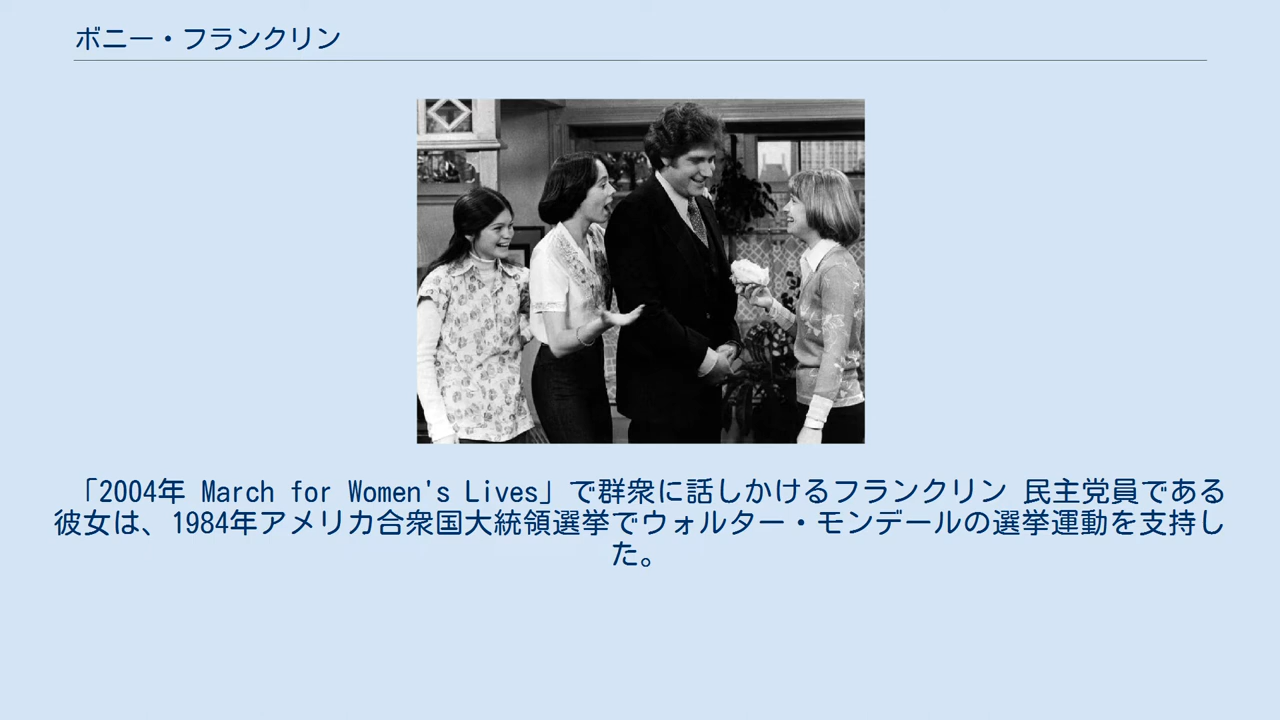 ボニー・フランクリン
「2004年 March for Women's Lives」で群衆に話しかけるフランクリン 民主党員である
彼女は、1984年アメリカ合衆国大統領選挙でウォルター・モンデールの選挙運動を支持し
た。